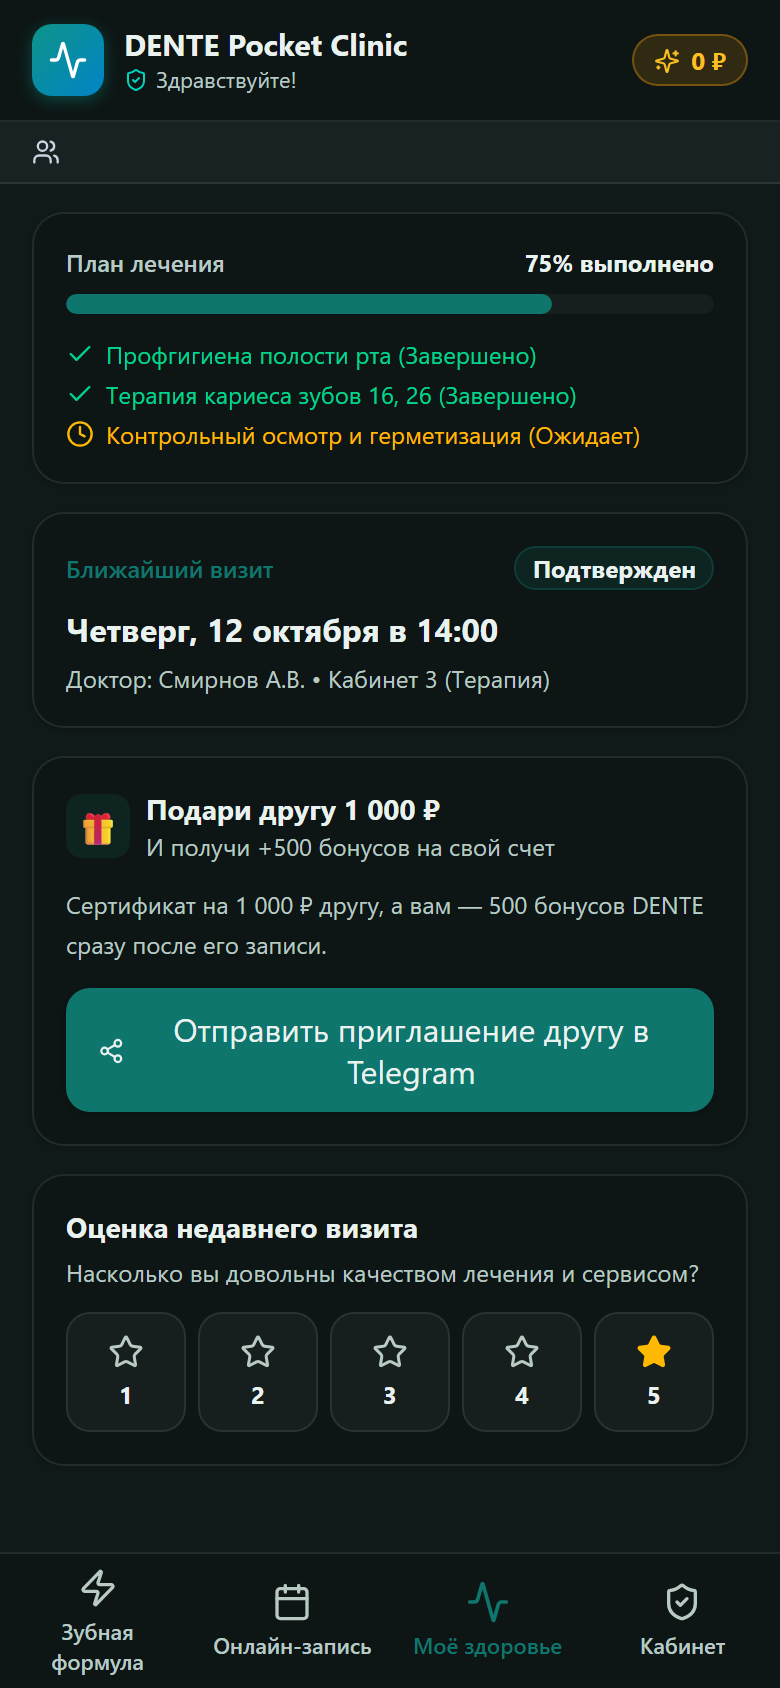 DENTE Pocket Clinic
Здравствуйте!
0 ₽
План лечения
75% выполнено
Профгигиена полости рта (Завершено)
Терапия кариеса зубов 16, 26 (Завершено)
Контрольный осмотр и герметизация (Ожидает)
Ближайший визит
Подтвержден
Четверг, 12 октября в 14:00
Доктор: Смирнов А.В. • Кабинет 3 (Терапия)
Подари другу 1 000 ₽
И получи +500 бонусов на свой счет
Сертификат на 1 000 ₽ другу, а вам — 500 бонусов DENTE
сразу после его записи.
Отправить приглашение другу в
Telegram
Оценка недавнего визита
Насколько вы довольны качеством лечения и сервисом?
1
2
3
4
5
Зубная
формула
Онлайн-запись
Моё здоровье
Кабинет